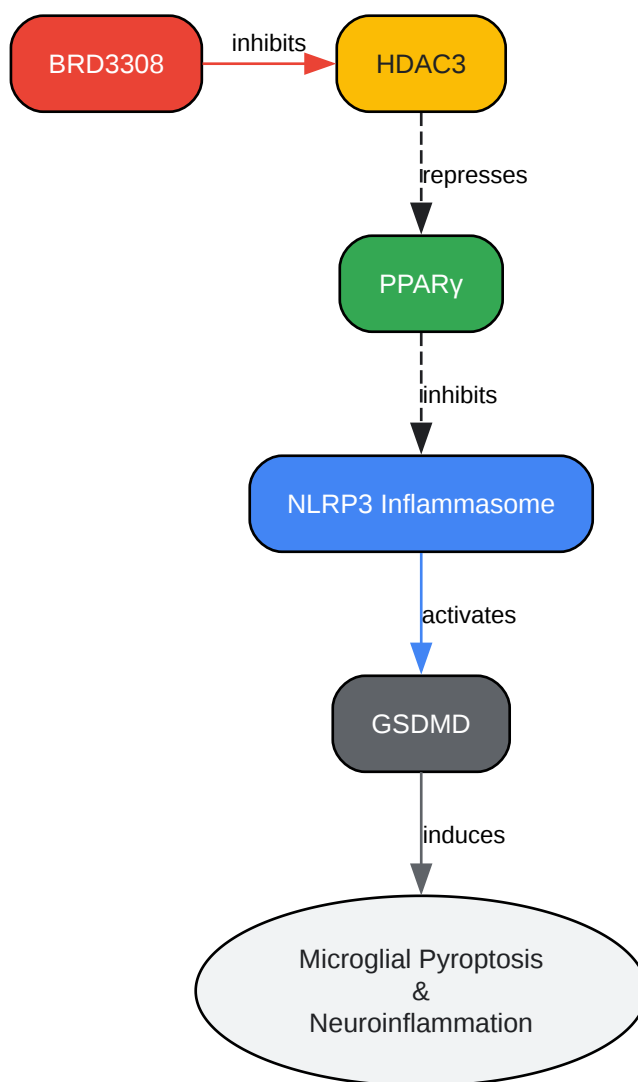 BRD3308
inhibits
HDAC3
represses
PPARγ
inhibits
NLRP3 Inflammasome
activates
GSDMD
induces
Microglial Pyroptosis
&
Neuroinflammation